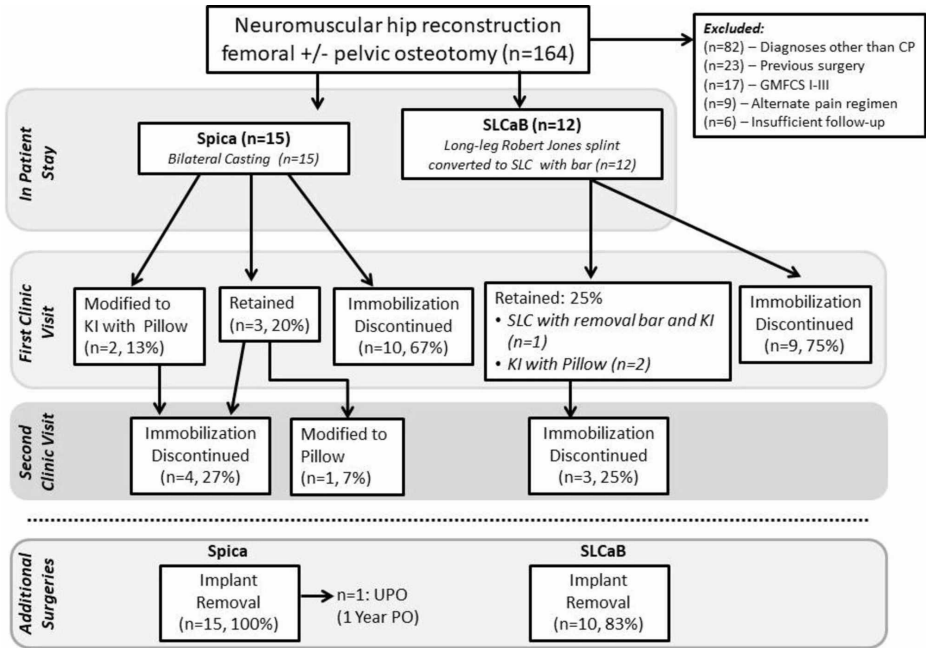 Neuromuscular hip reconstruction
femoral +/- pelvic osteotomy (n=164)
Excluded:
(n=82) – Diagnoses other than CP
(n=23) – Previous surgery
(n=17) – GMFCS I-III
(n=9) – Alternate pain regimen
(n=6) – Insufficient follow-up
In Patient
Stay
Spica (n=15)
Bilateral Casting (n=15)
SLCaB (n=12)
Long-leg Robert Jones splint
converted to SLC with bar (n=12)
First Clinic
Visit
Modified to
KI with Pillow
(n=2, 13%)
Retained
(n=3, 20%)
Immobilization
Discontinued
(n=10, 67%)
Retained: 25%
• SLC with removal bar and KI
(n=1)
• KI with Pillow (n=2)
Immobilization
Discontinued
(n=9, 75%)
Second
Clinic Visit
Immobilization
Discontinued
(n=4, 27%)
Modified to
Pillow
(n=1, 7%)
Immobilization
Discontinued
(n=3, 25%)
Additional
Surgeries
Spica
Implant
Removal
(n=15, 100%)
n=1: UPO
(1 Year PO)
SLCaB
Implant
Removal
(n=10, 83%)